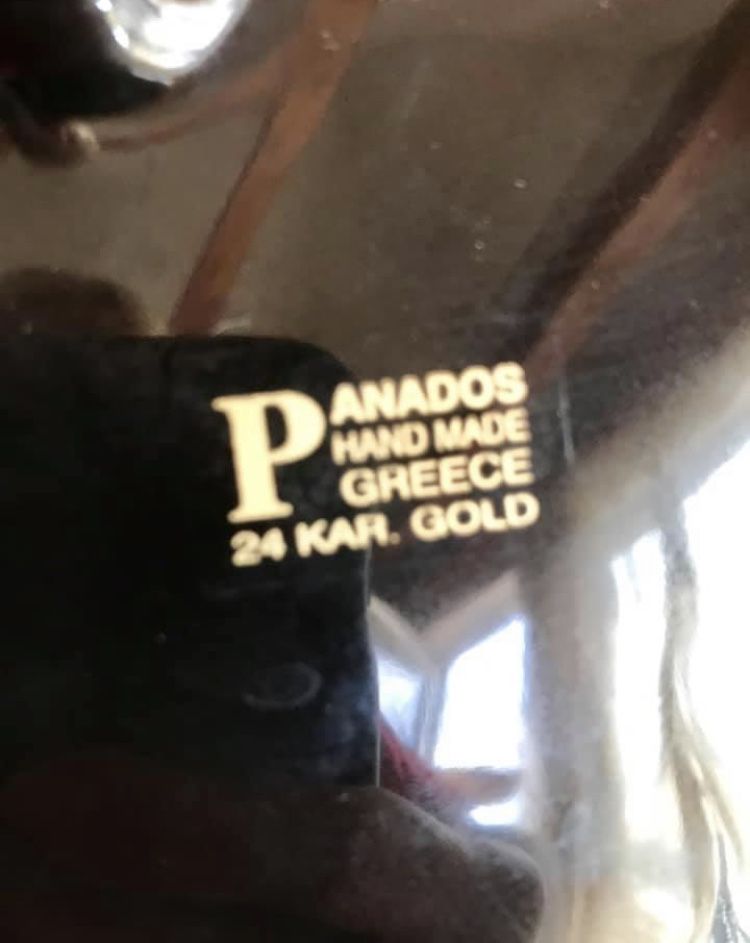 PANADOS
HAND MADE
GREECE
24 KAR. GOLD